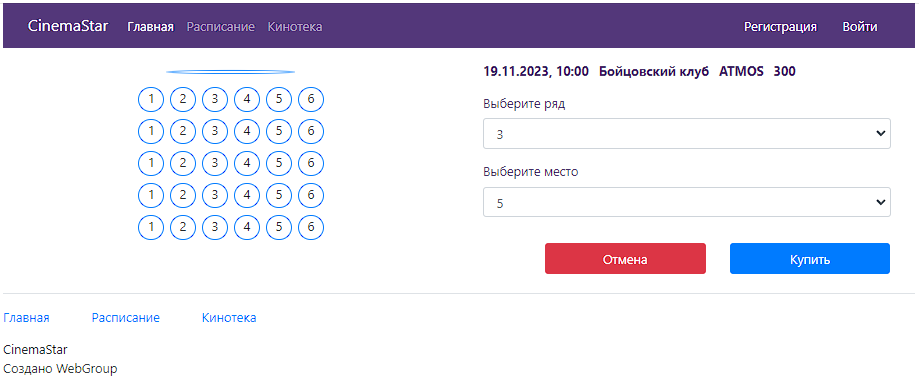 CinemaStar Главная Расписание Кинотека Регистрация Войти
19.11.2023, 10:00 Бойцовский клуб ATMOS 300
1 2 3 4 5 6
1 2 3 4 5 6
1 2 3 4 5 6
1 2 3 4 5 6
1 2 3 4 5 6
Выберите ряд
3
Выберите место
5
Отмена Купить
Главная Расписание Кинотека
CinemaStar
Создано WebGroup